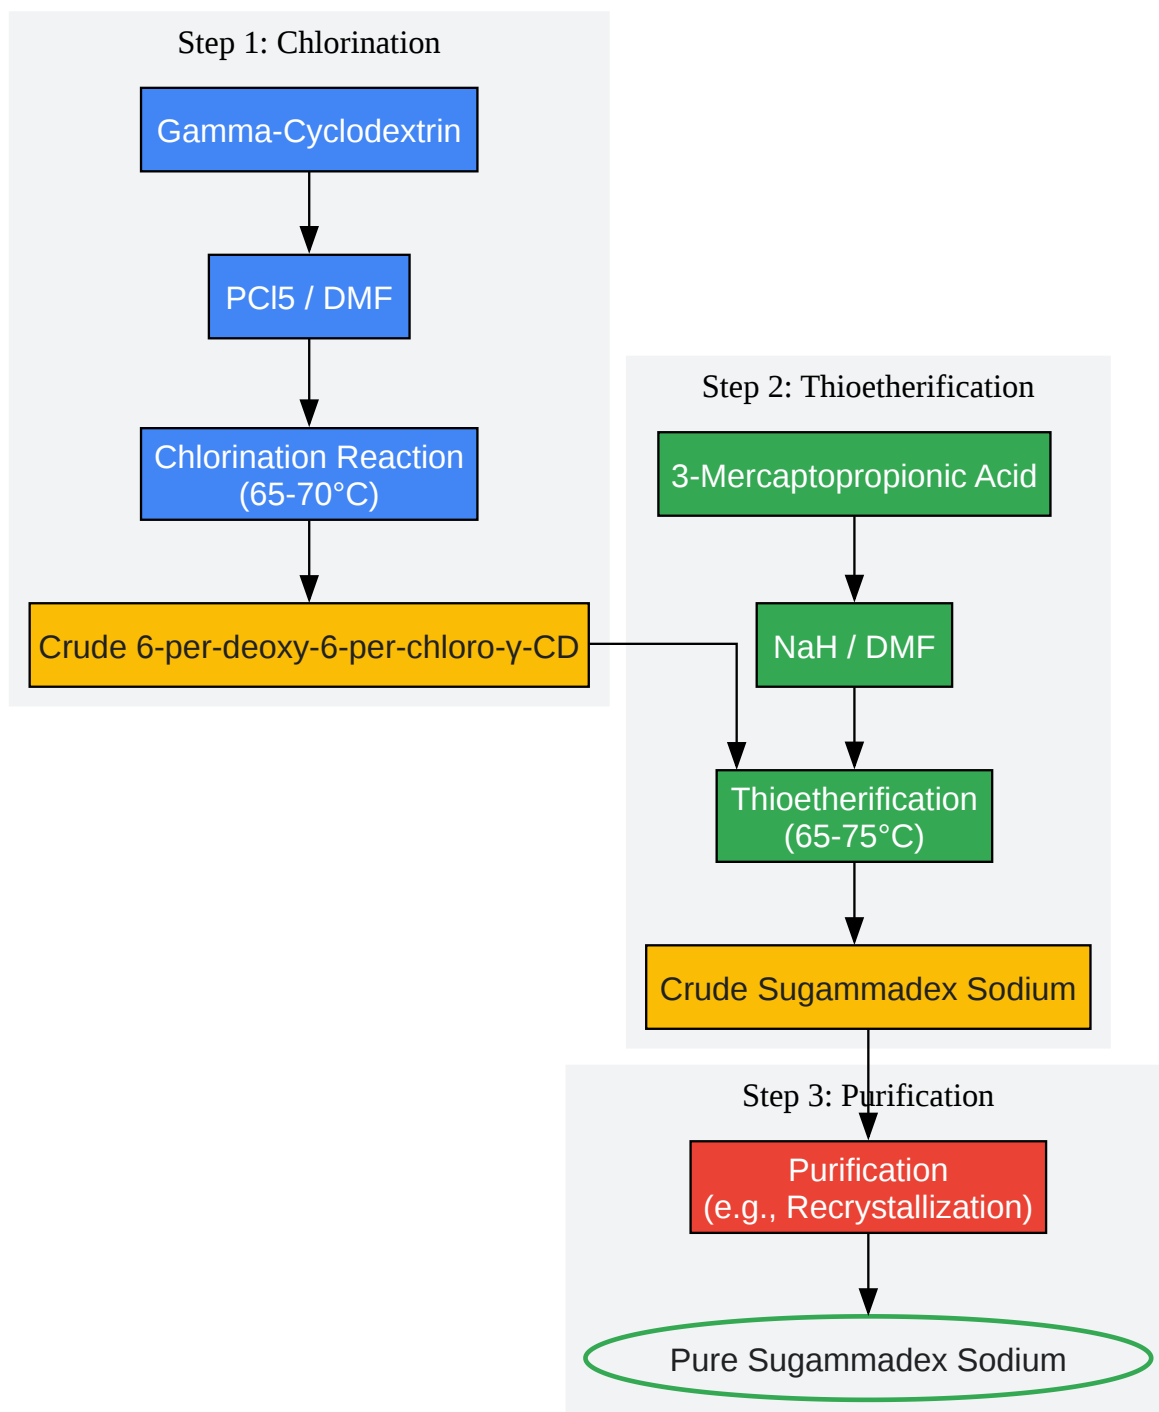 Step 1: Chlorination
Gamma-Cyclodextrin
PCl5 / DMF
Chlorination Reaction
(65-70°C)
Crude 6-per-deoxy-6-per-chloro-γ-CD
Step 2: Thioetherification
3-Mercaptopropionic Acid
NaH / DMF
Thioetherification
(65-75°C)
Crude Sugammadex Sodium
Step 3: Purification
Purification
(e.g., Recrystallization)
Pure Sugammadex Sodium